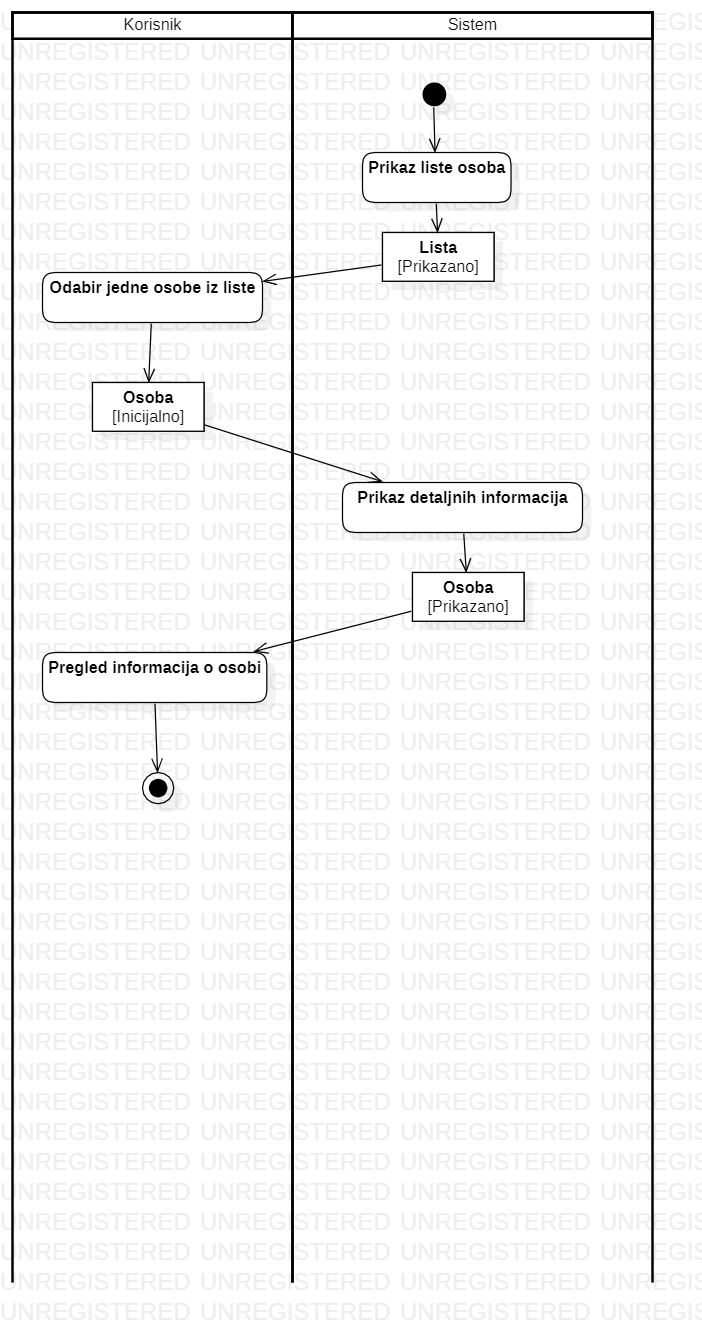 Korisnik
Sistem
Prikaz liste osoba
Lista
[Prikazano]
Odabir jedne osobe iz liste
Osoba
[Inicijalno]
Prikaz detaljnih informacija
Osoba
[Prikazano]
Pregled informacija o osobi
UNREGISTERED